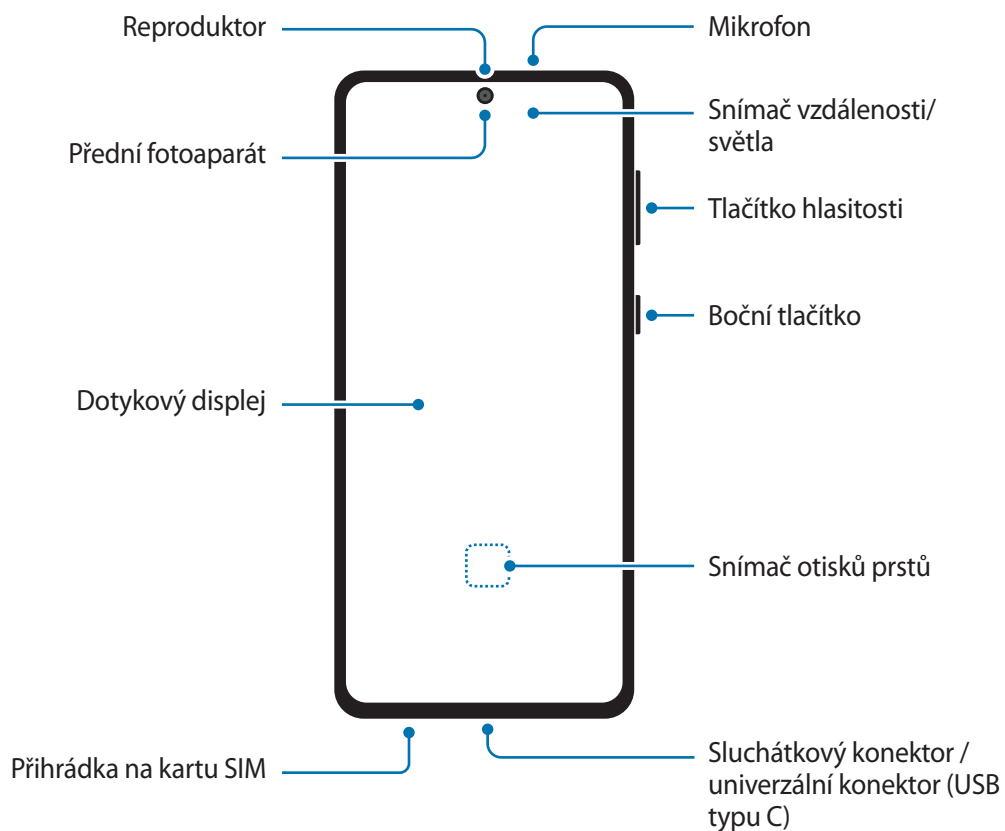 Reproduktor
Mikrofon
Přední fotoaparát
Snímač vzdálenosti/
světla
Tlačítko hlasitosti
Boční tlačítko
Dotykový displej
Snímač otisků prstů
Přihrádka na kartu SIM
Sluchátkový konektor /
univerzální konektor (USB
typu C)